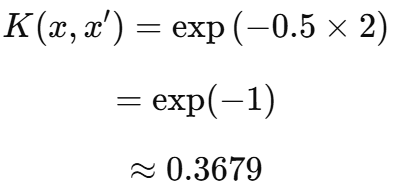 K(x, x′) = exp (−0.5 × 2)
= exp(−1)
≈ 0.3679